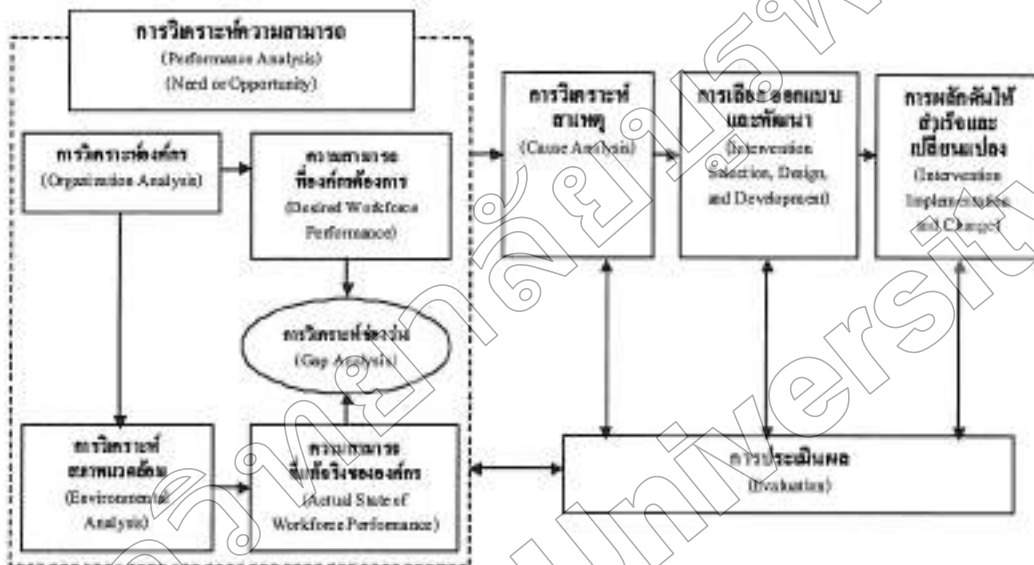 การวิเคราะห์ความสามารถ
(Performance Analysis)
(Need or Opportunity)
การวิเคราะห์องค์กร
(Organization Analysis)
ความสามารถ
ที่องค์กรต้องการ
(Desired Workforce
Performance)
การวิเคราะห์ช่องว่าง
(Gap Analysis)
การวิเคราะห์
สภาพแวดล้อม
(Environmental
Analysis)
ความสามารถ
ที่แท้จริงขององค์กร
(Actual State of
Workforce Performance)
การวิเคราะห์
สาเหตุ
(Cause Analysis)
การเลือก ออกแบบ
และพัฒนา
(Intervention
Selection, Design,
and Development)
การผลักดันให้
สำเร็จและ
เปลี่ยนแปลง
(Intervention
Implementation
and Change)
การประเมินผล
(Evaluation)
University